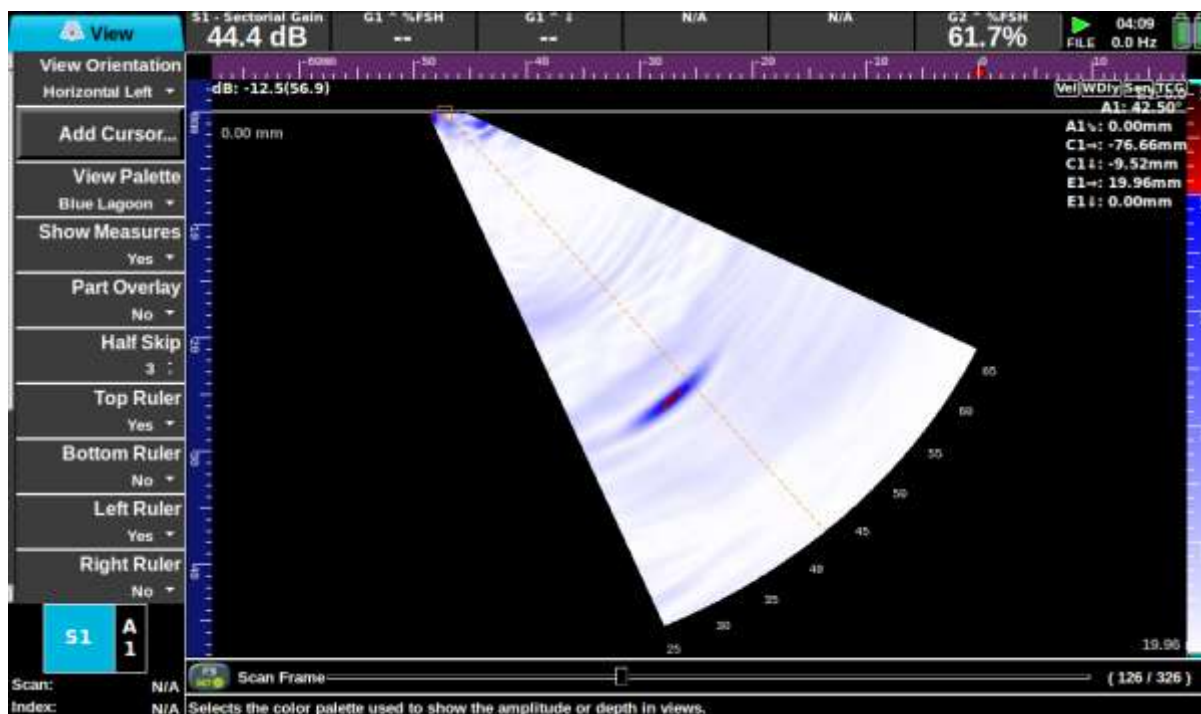 View
S1 - Sectorial Gain
44.4 dB
G1 ^ %FSH
--
G1 ^ ↓
--
N/A
N/A
G2 ^ %FSH
61.7%
FILE
04:09
0.0 Hz
View Orientation
Horizontal Left
Add Cursor...
View Palette
Blue Lagoon
Show Measures
Yes
Part Overlay
No
Half Skip
3
Top Ruler
Yes
Bottom Ruler
No
Left Ruler
Yes
Right Ruler
No
-60mm -50 -40 -30 -20 -10 0 10
dB: -12.5(56.9)
0.00 mm
Vel WDly Sen TCG
A1: 42.50°
A1↘: 0.00mm
C1→: -76.66mm
C1↓: -9.52mm
E1→: 19.96mm
E1↓: 0.00mm
10
20
30
40
65
60
55
50
45
40
35
30
25
19.96
S1
A
1
Scan: N/A
Index: N/A
Scan Frame
( 126 / 326 )
Selects the color palette used to show the amplitude or depth in views.